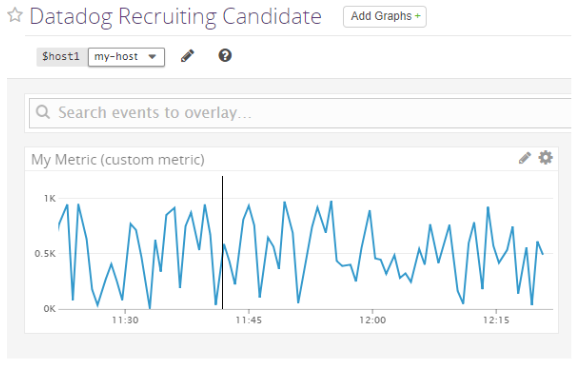 Datadog Recruiting Candidate
Add Graphs +
$host1 my-host
Search events to overlay...
My Metric (custom metric)
1K
0.5K
0K
11:30 11:45 12:00 12:15